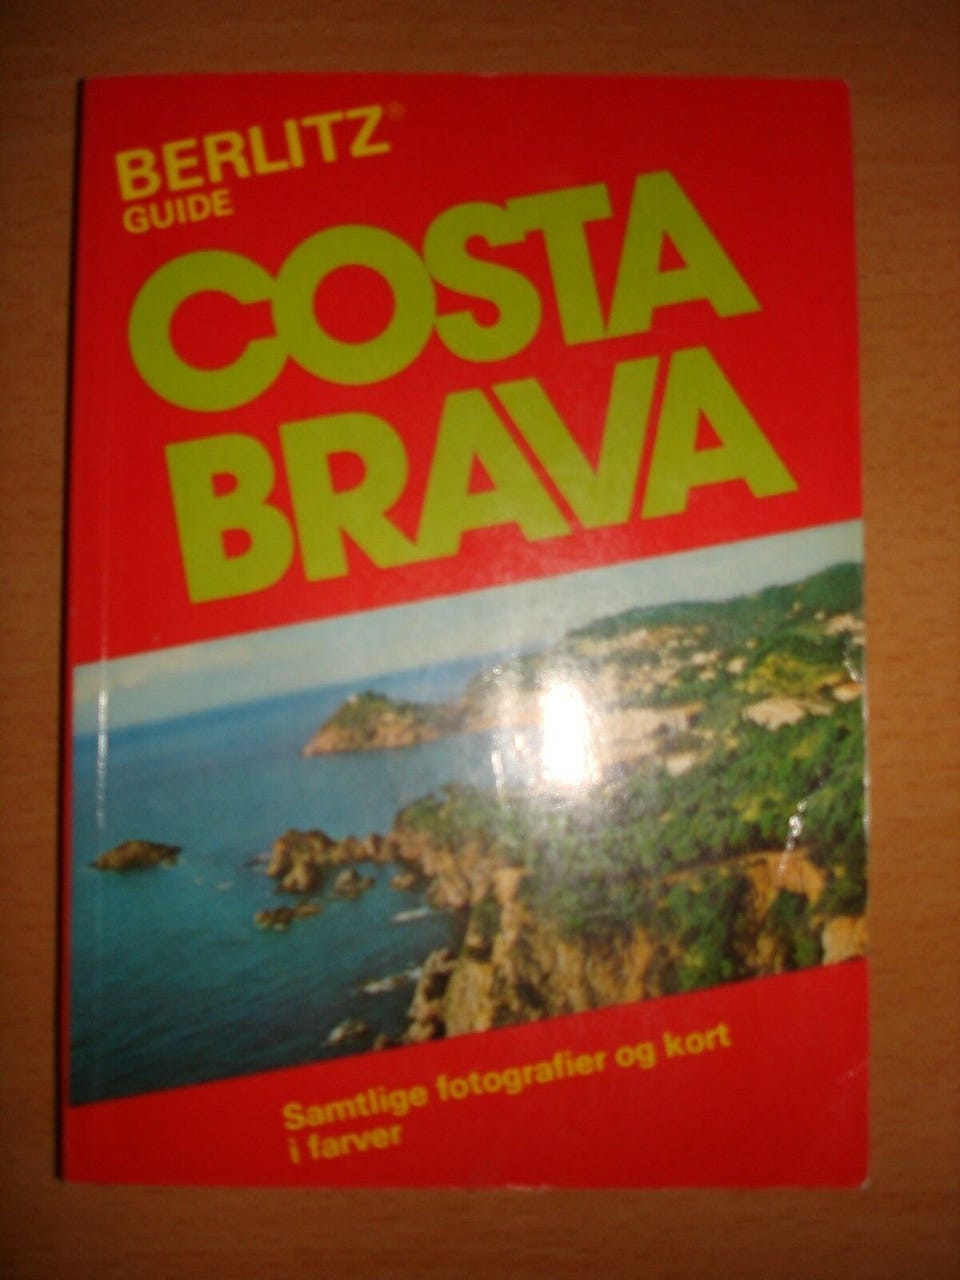 BERLITZ®
GUIDE
COSTA
BRAVA
Samtlige fotografier og kort
i farver